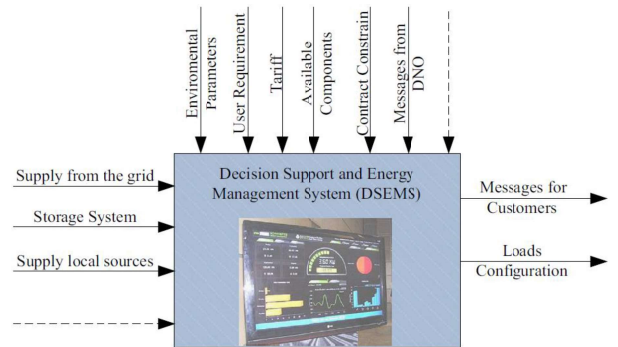 Enviromental
Parameters
User Requirement
Tariff
Available
Components
Contract Constrain
Messages from
DNO
Supply from the grid
Storage System
Supply local sources
Decision Support and Energy
Management System (DSEMS)
Messages for
Customers
Loads
Configuration